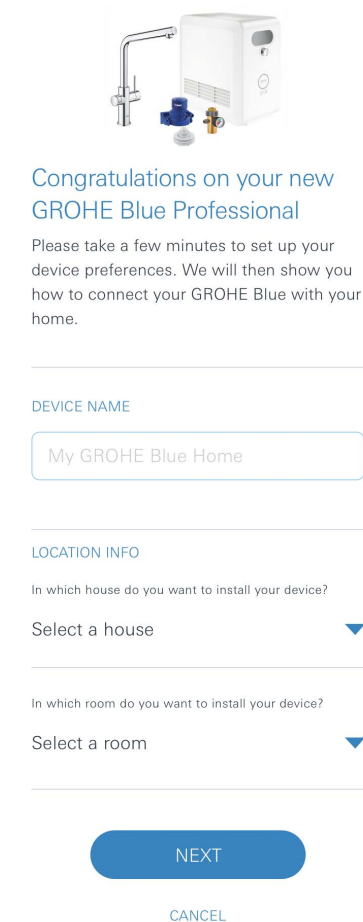 Congratulations on your new
GROHE Blue Professional
Please take a few minutes to set up your
device preferences. We will then show you
how to connect your GROHE Blue with your
home.
DEVICE NAME
My GROHE Blue Home
LOCATION INFO
In which house do you want to install your device?
Select a house
In which room do you want to install your device?
Select a room
NEXT
CANCEL